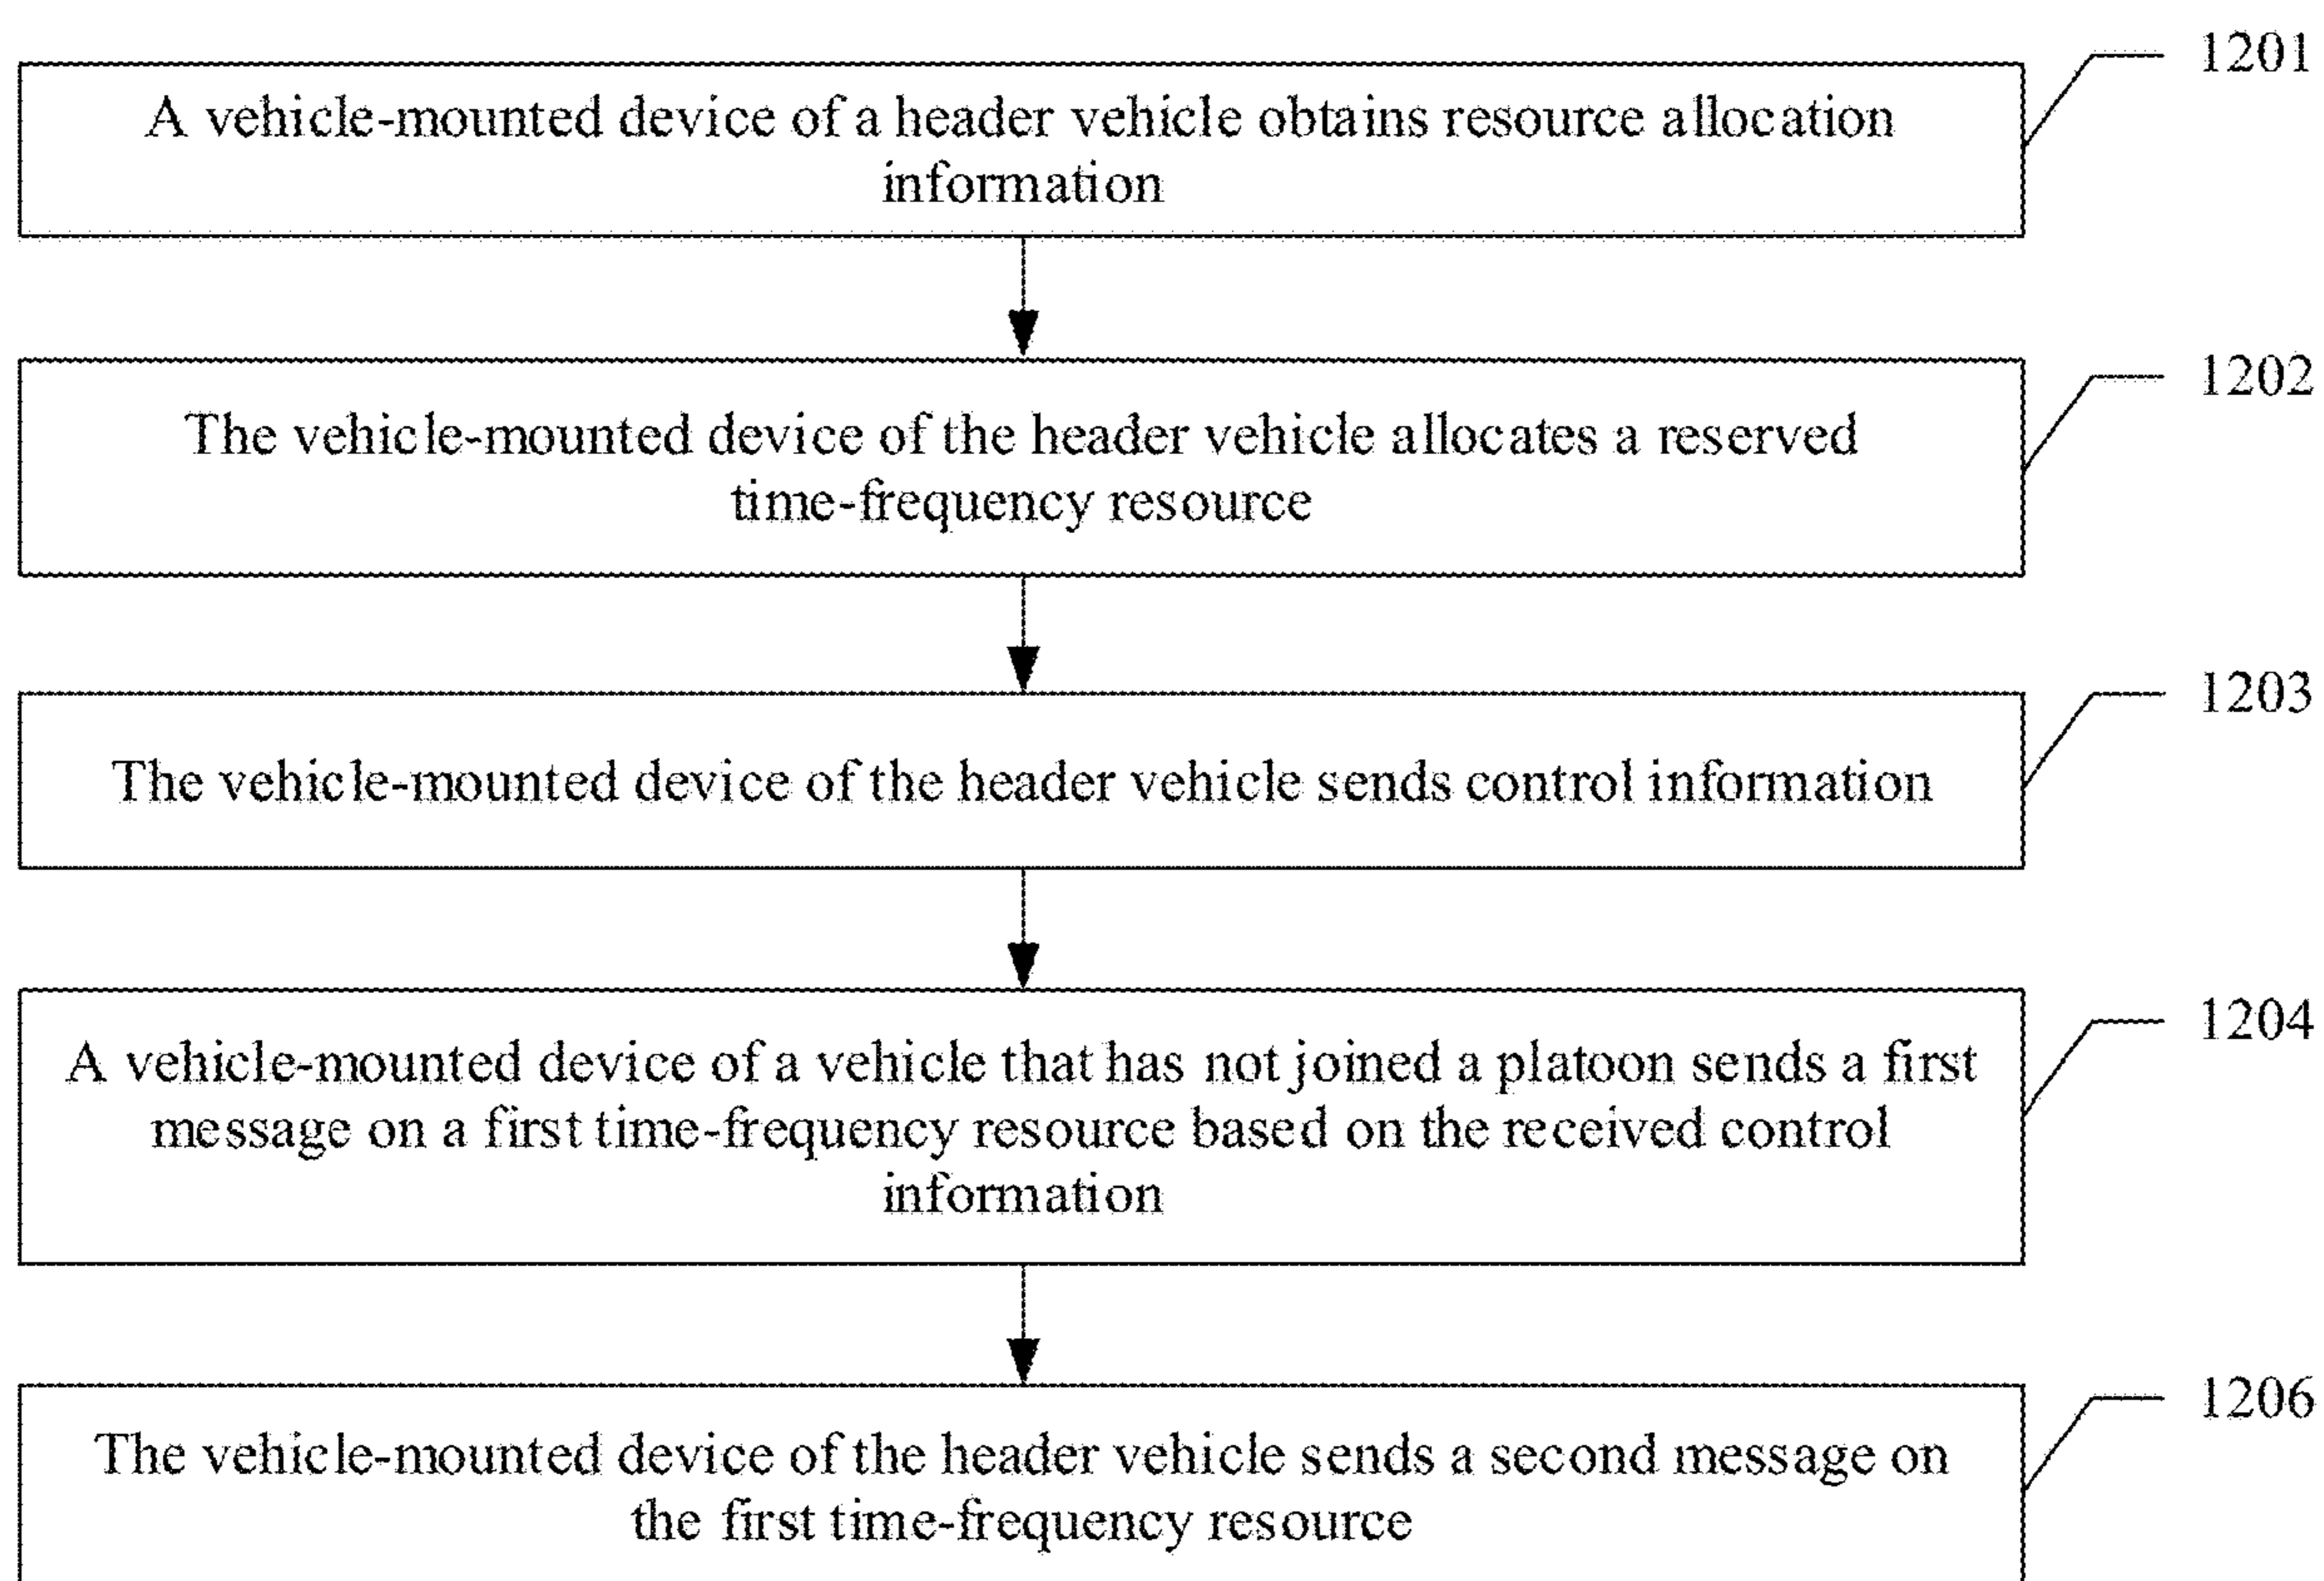 1201
A vehicle-mounted device of a header vehicle obtains resource allocation
information
1202
The vehicle-mounted device of the header vehicle allocates a reserved
time-frequency resource
1203
The vehicle-mounted device of the header vehicle sends control information
1204
A vehicle-mounted device of a vehicle that has not joined a platoon sends a first
message on a first time-frequency resource based on the received control
information
1206
The vehicle-mounted device of the header vehicle sends a second message on
the first time-frequency resource